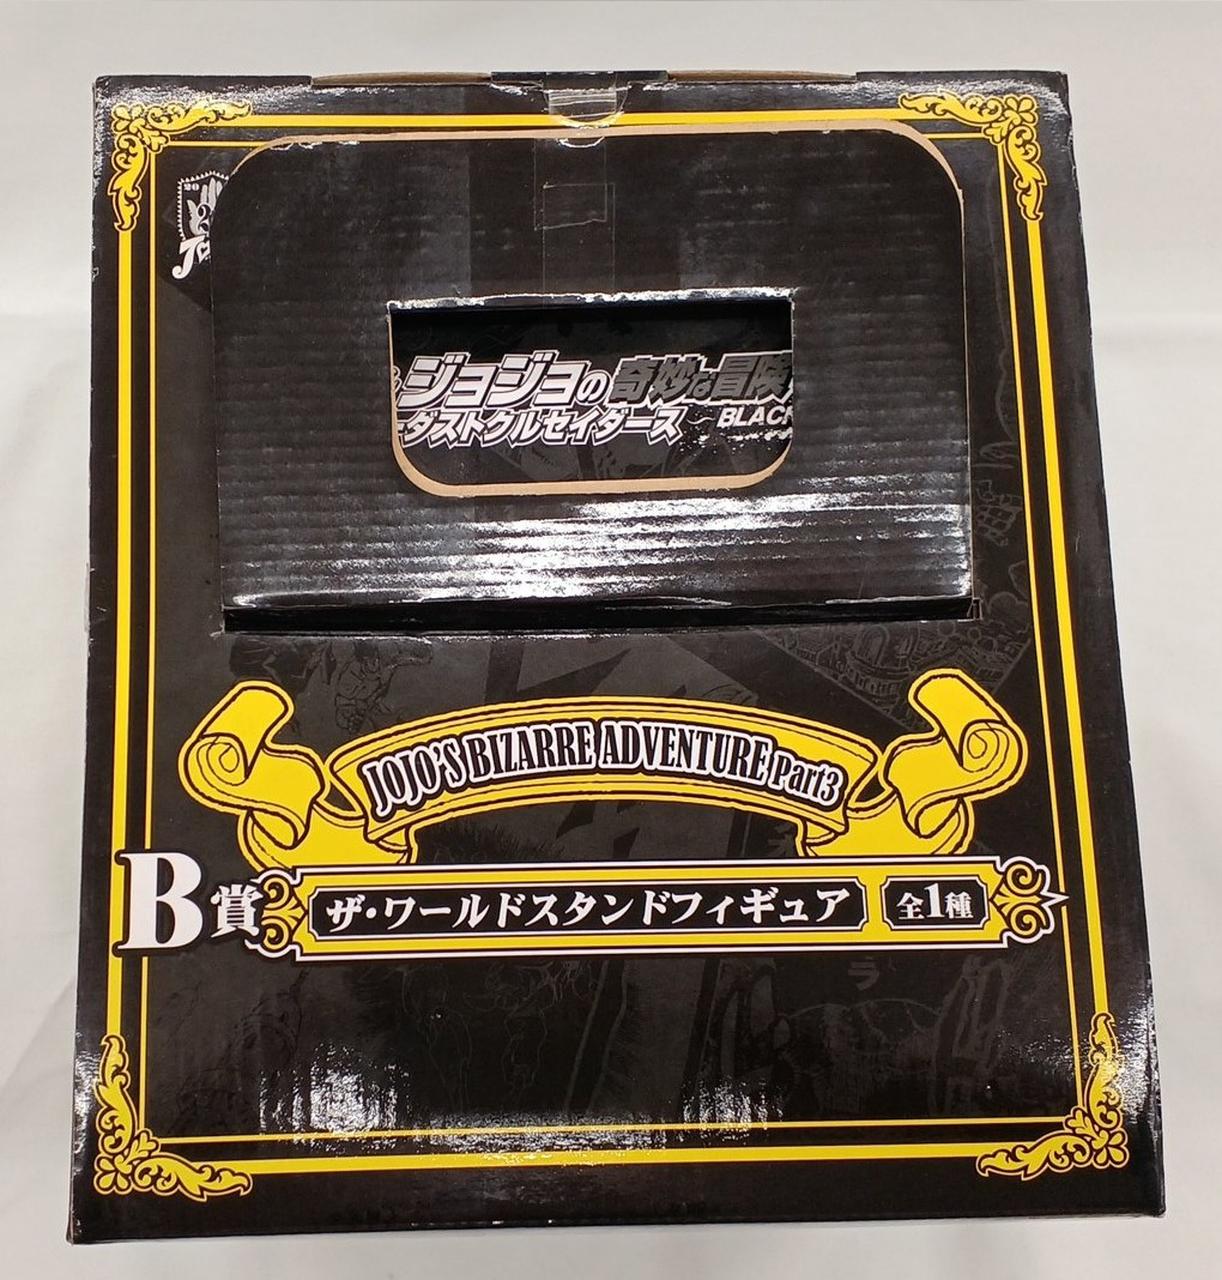 20
ジョジョの奇妙な冒険
ダストクルセイダース BLACK
JOJO'S BIZARRE ADVENTURE Part3
B賞 ザ・ワールドスタンドフィギュア 全1種
ラ